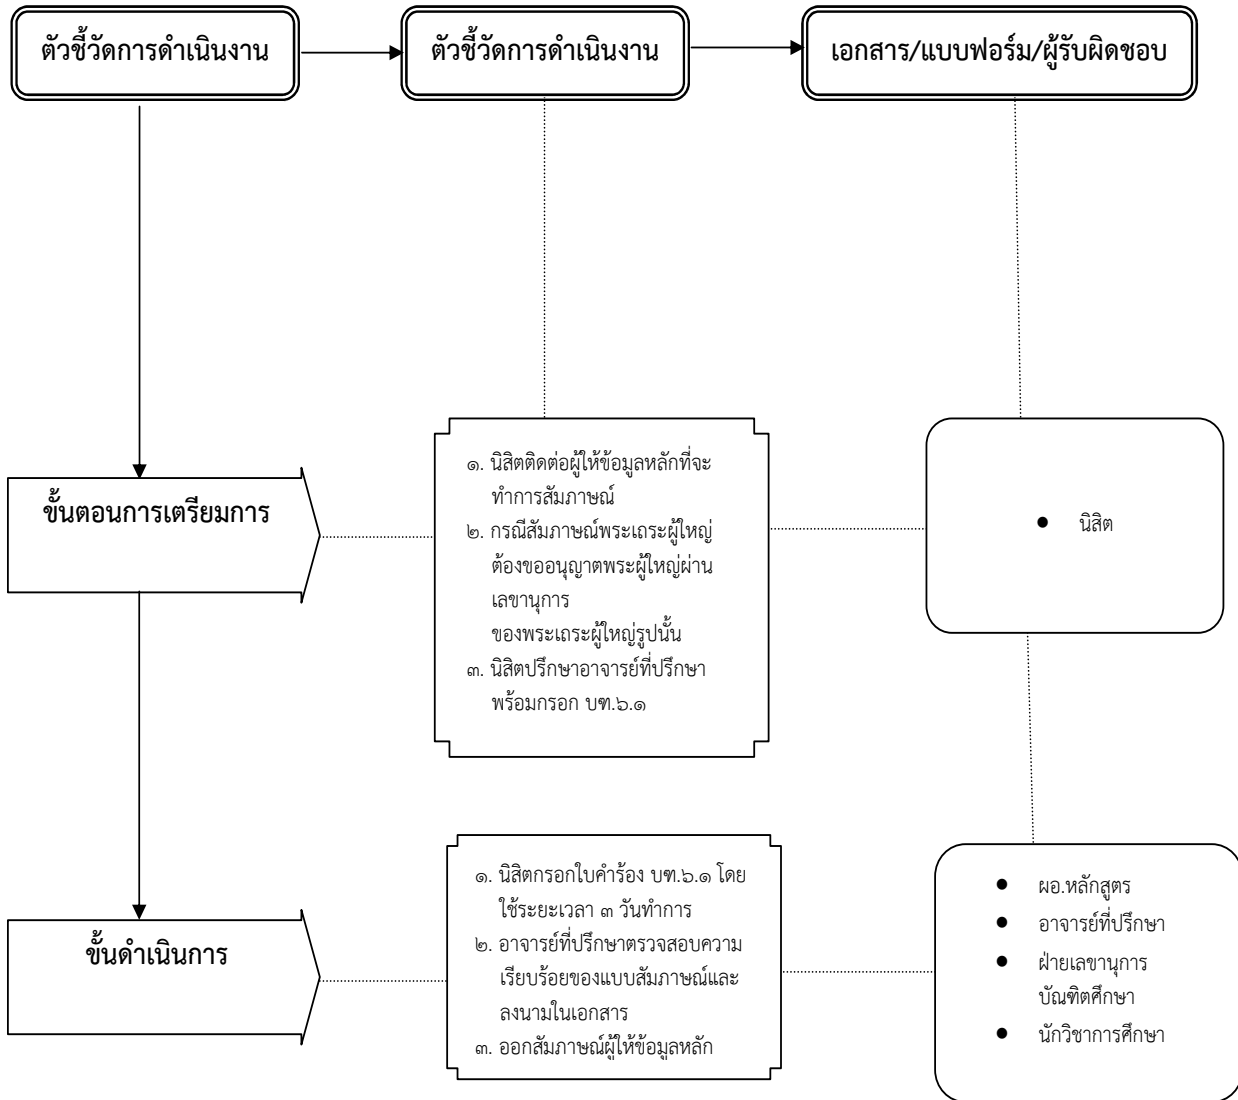 ตัวชี้วัดการดำเนินงาน
ตัวชี้วัดการดำเนินงาน
เอกสาร/แบบฟอร์ม/ผู้รับผิดชอบ
ขั้นตอนการเตรียมการ
๑. นิสิตติดต่อผู้ให้ข้อมูลหลักที่จะ
ทำการสัมภาษณ์
๒. กรณีสัมภาษณ์พระเถระผู้ใหญ่
ต้องขออนุญาตพระผู้ใหญ่ผ่าน
เลขานุการ
ของพระเถระผู้ใหญ่รูปนั้น
๓. นิสิตปรึกษาอาจารย์ที่ปรึกษา
พร้อมกรอก บฑ.๖.๑
● นิสิต
ขั้นดำเนินการ
๑. นิสิตกรอกใบคำร้อง บฑ.๖.๑ โดย
ใช้ระยะเวลา ๓ วันทำการ
๒. อาจารย์ที่ปรึกษาตรวจสอบความ
เรียบร้อยของแบบสัมภาษณ์และ
ลงนามในเอกสาร
๓. ออกสัมภาษณ์ผู้ให้ข้อมูลหลัก
● ผอ.หลักสูตร
● อาจารย์ที่ปรึกษา
● ฝ่ายเลขานุการ
บัณฑิตศึกษา
● นักวิชาการศึกษา